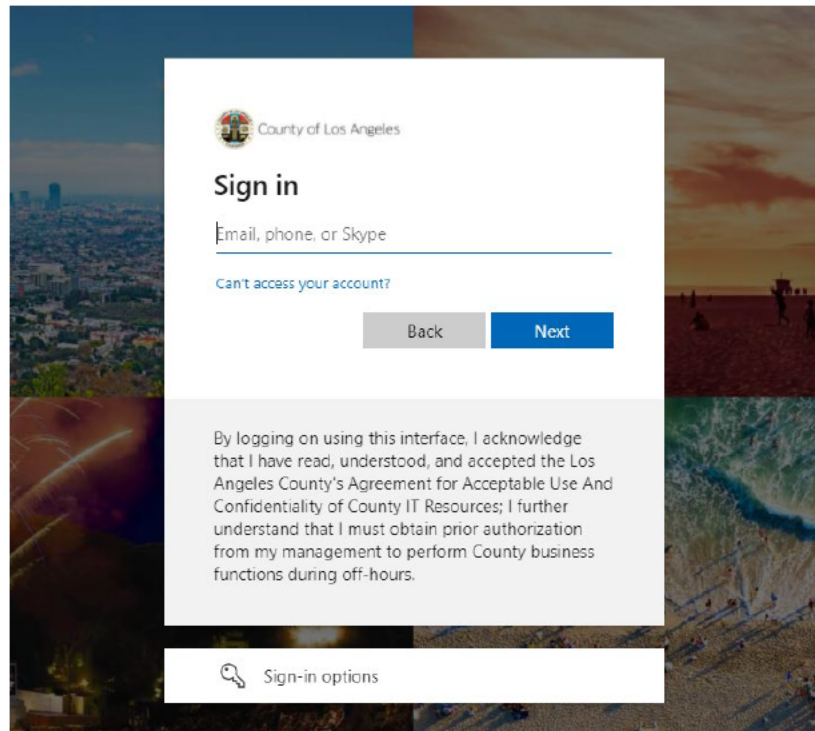 County of Los Angeles
Sign in
Email, phone, or Skype
Can't access your account?
Back Next
By logging on using this interface, I acknowledge
that I have read, understood, and accepted the Los
Angeles County's Agreement for Acceptable Use And
Confidentiality of County IT Resources; I further
understand that I must obtain prior authorization
from my management to perform County business
functions during off-hours.
Sign-in options